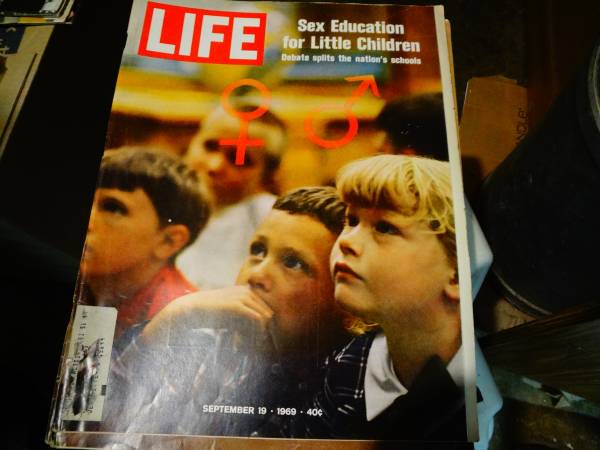 LIFE
Sex Education
for Little Children
Debate splits the nation's schools
SEPTEMBER 19 · 1969 · 40¢